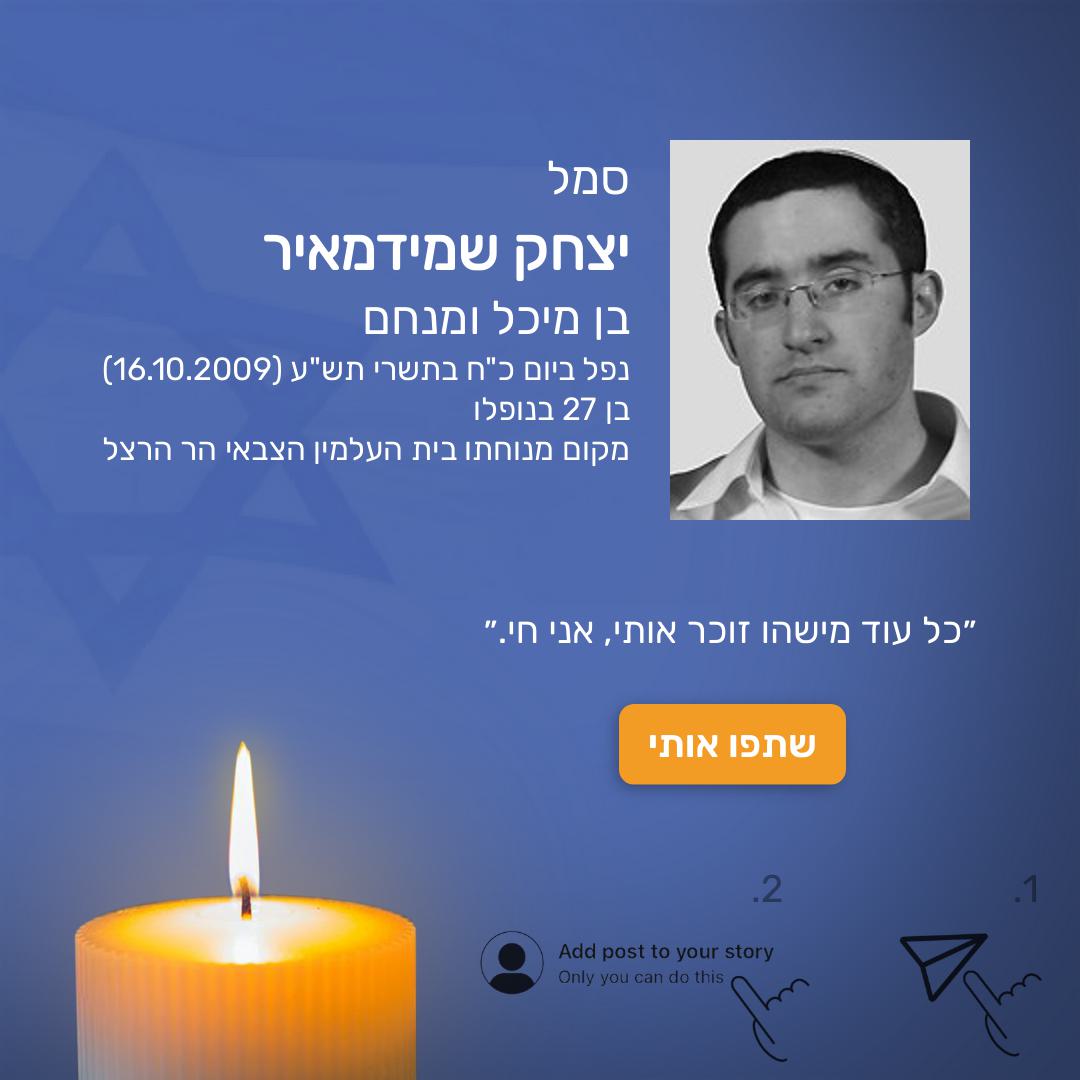 סמל
יצחק שמידמאיר
בן מיכל ומנחם
נפל ביום כ"ח בתשרי תש"ע (16.10.2009)
בן 27 בנופלו
מקום מנוחתו בית העלמין הצבאי הר הרצל
״כל עוד מישהו זוכר אותי, אני חי.״
שתפו אותי
1.
2.
Add post to your story
Only you can do this